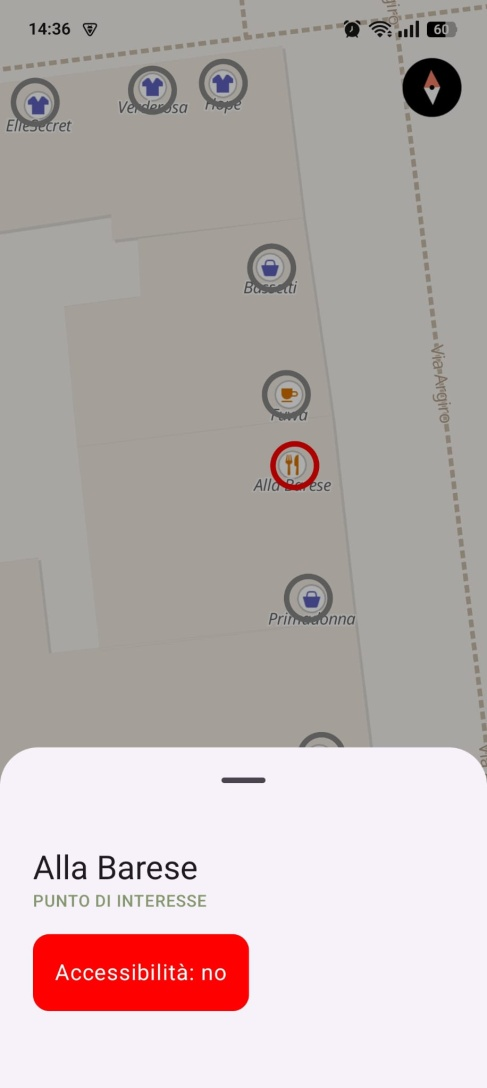 14:36
60
ElleSecret
Verderosa
Hope
Bassetti
Via Argiro
Fuwa
Alla Barese
Primadonna
Alla Barese
PUNTO DI INTERESSE
Accessibilità: no